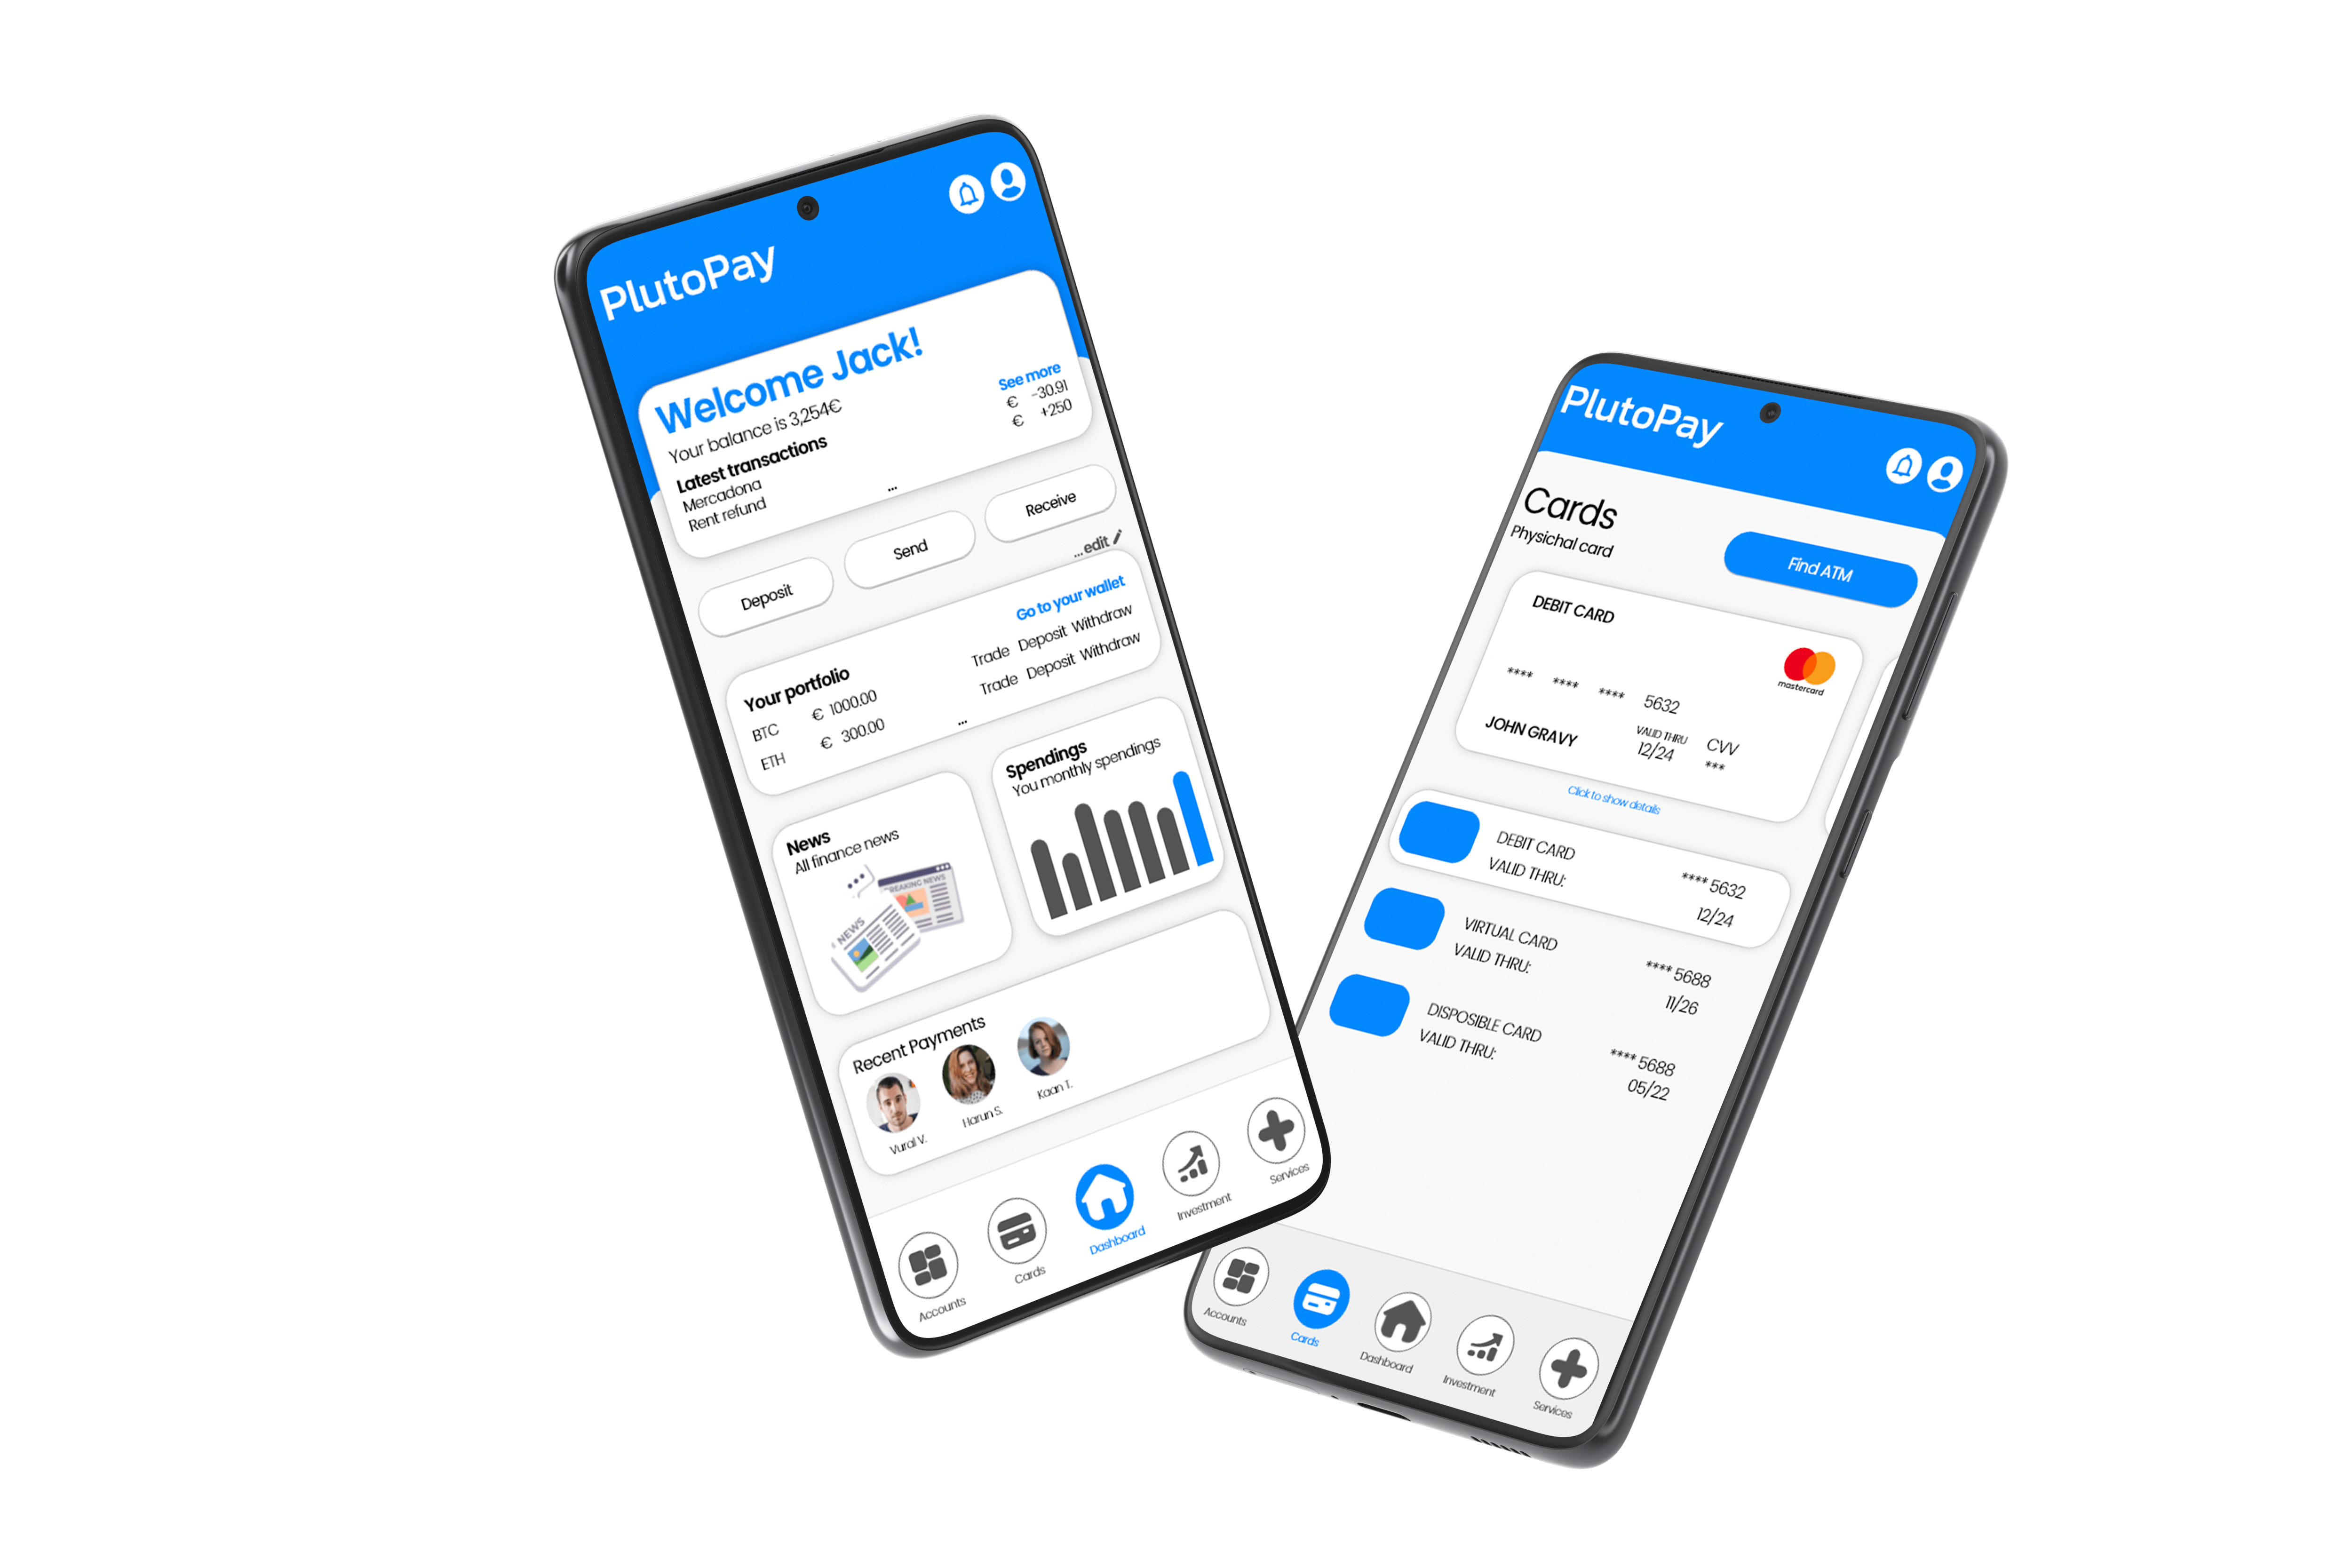 PlutoPay
Welcome Jack!
Your balance is 3,254€
Latest transactions
See more
Mercadona € -30.91
Rent refund € +250
...
Deposit
Send
Receive
...edit
Your portfolio
Go to your wallet
BTC € 1000.00 Trade Deposit Withdraw
ETH € 300.00 Trade Deposit Withdraw
...
News
All finance news
BREAKING NEWS
NEWS
Spendings
You monthly spendings
Recent Payments
Vural V.
Harun S.
Kaan T.
Accounts
Cards
Dashboard
Investment
Services
PlutoPay
Cards
Physichal card
Find ATM
DEBIT CARD
mastercard
**** **** **** 5632
JOHN GRAVY
VALID THRU
12/24
CVV
***
Click to show details
DEBIT CARD **** 5632
VALID THRU: 12/24
VIRTUAL CARD **** 5688
VALID THRU: 11/26
DISPOSIBLE CARD **** 5688
VALID THRU: 05/22
Accounts
Cards
Dashboard
Investment
Services